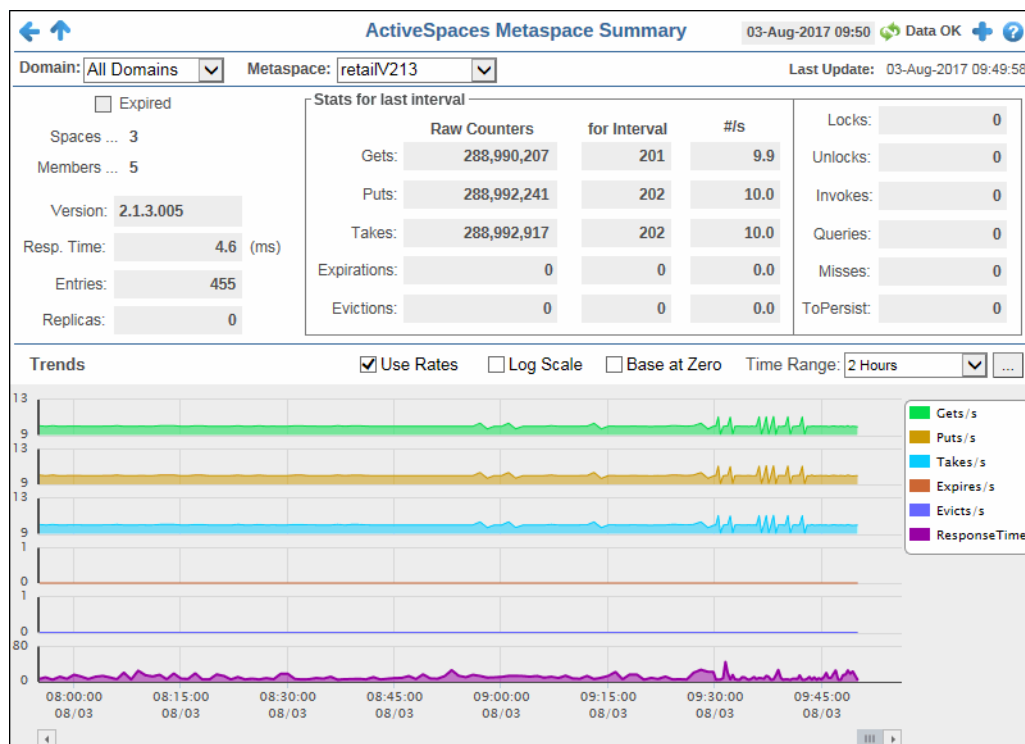 ActiveSpaces Metaspace Summary 03-Aug-2017 09:50 Data OK
Domain: All Domains Metaspace: retailV213 Last Update: 03-Aug-2017 09:49:58
Expired
Spaces ... 3
Members ... 5
Version: 2.1.3.005
Resp. Time: 4.6 (ms)
Entries: 455
Replicas: 0
Stats for last interval
Raw Counters for Interval #/s
Gets: 288,990,207 201 9.9
Puts: 288,992,241 202 10.0
Takes: 288,992,917 202 10.0
Expirations: 0 0 0.0
Evictions: 0 0 0.0
Locks: 0
Unlocks: 0
Invokes: 0
Queries: 0
Misses: 0
ToPersist: 0
Trends Use Rates Log Scale Base at Zero Time Range: 2 Hours ...
13
9
13
9
13
9
1
0
1
0
80
0
Gets/s
Puts/s
Takes/s
Expires/s
Evicts/s
ResponseTime
08:00:00 08:15:00 08:30:00 08:45:00 09:00:00 09:15:00 09:30:00 09:45:00
08/03 08/03 08/03 08/03 08/03 08/03 08/03 08/03